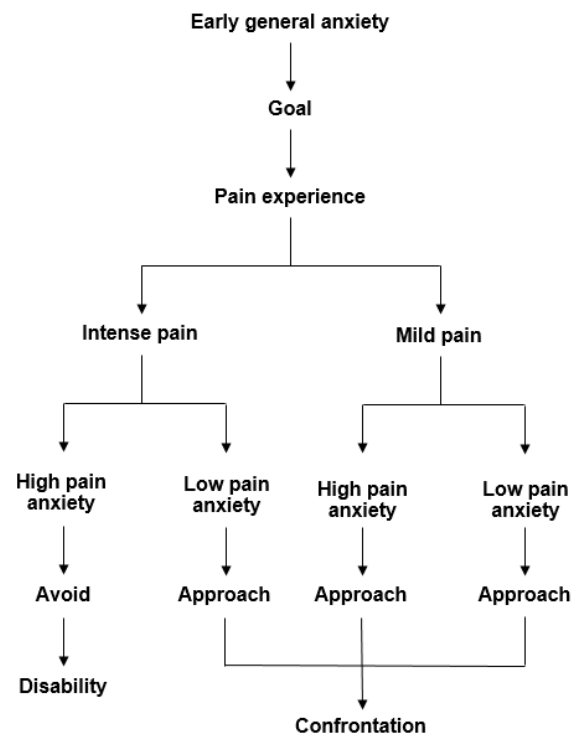 Early general anxiety
Goal
Pain experience
Intense pain
Mild pain
High pain
anxiety
Low pain
anxiety
High pain
anxiety
Low pain
anxiety
Avoid
Approach
Approach
Approach
Disability
Confrontation